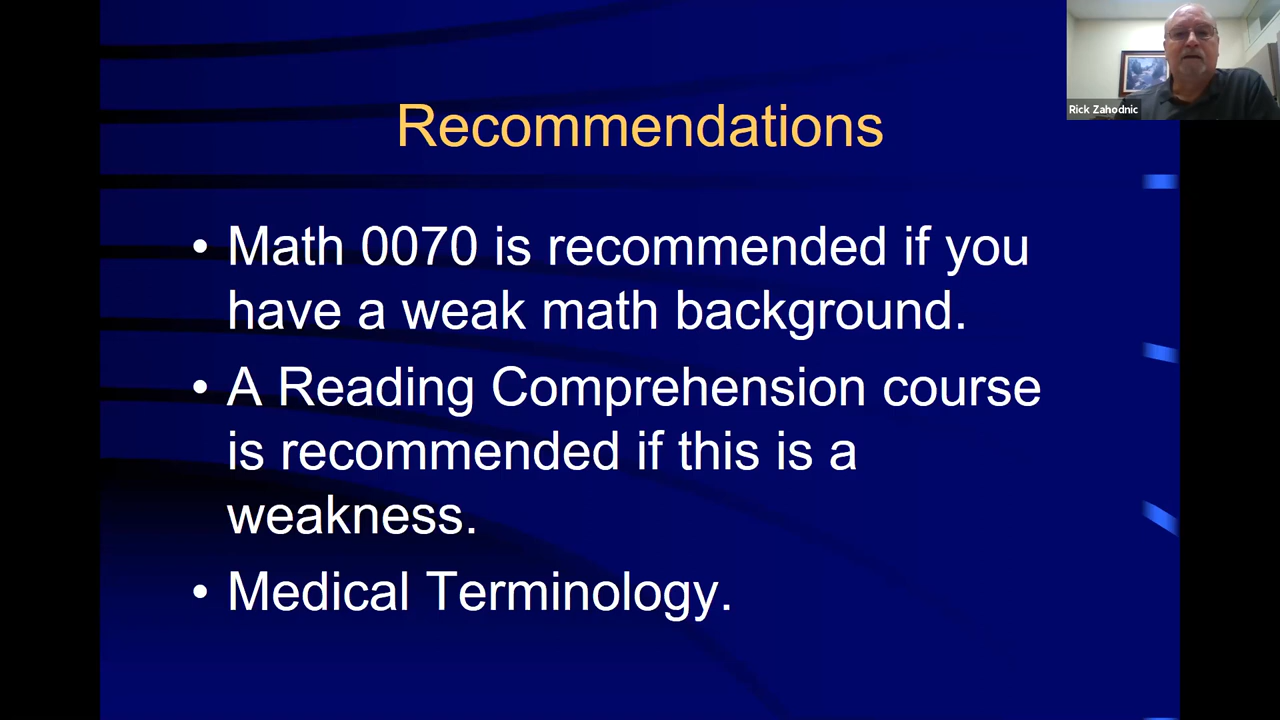 Rick Zahodnic
Recommendations
• Math 0070 is recommended if you
have a weak math background.
• A Reading Comprehension course
is recommended if this is a
weakness.
• Medical Terminology.